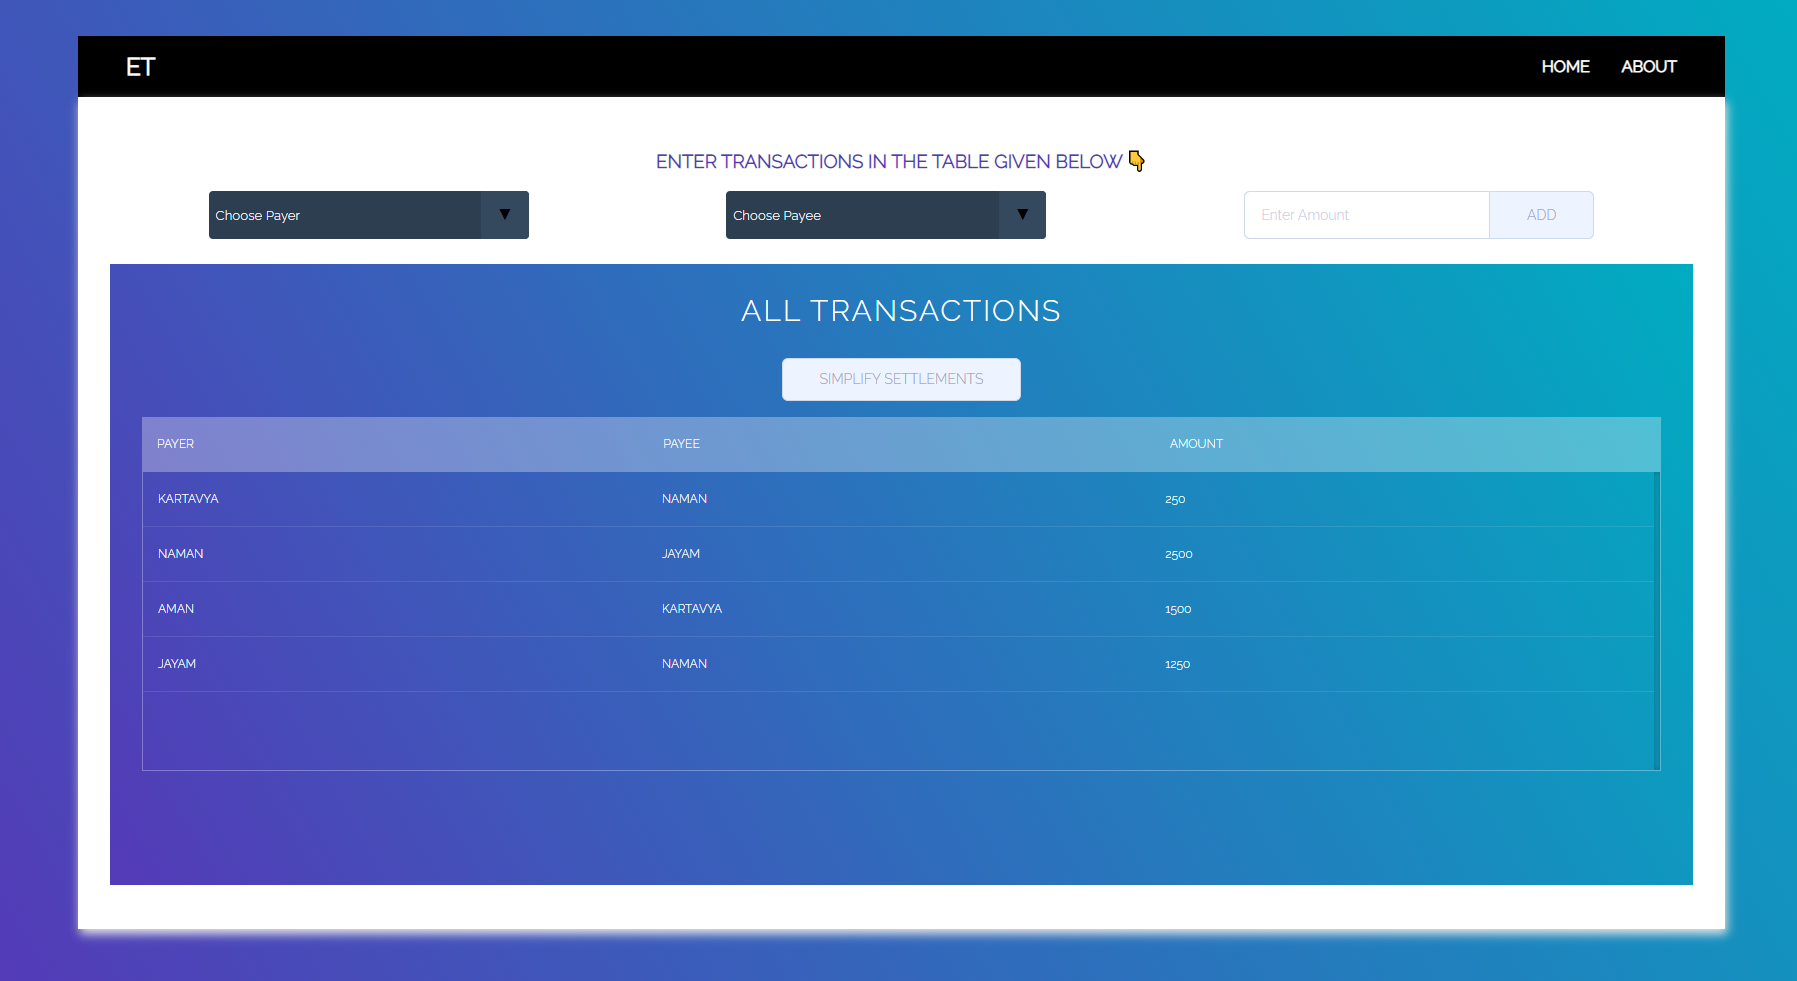 ET HOME ABOUT
ENTER TRANSACTIONS IN THE TABLE GIVEN BELOW 👇
Choose Payer ▼ Choose Payee ▼ Enter Amount ADD
ALL TRANSACTIONS
SIMPLIFY SETTLEMENTS
PAYER PAYEE AMOUNT
KARTAVYA NAMAN 250
NAMAN JAYAM 2500
AMAN KARTAVYA 1500
JAYAM NAMAN 1250